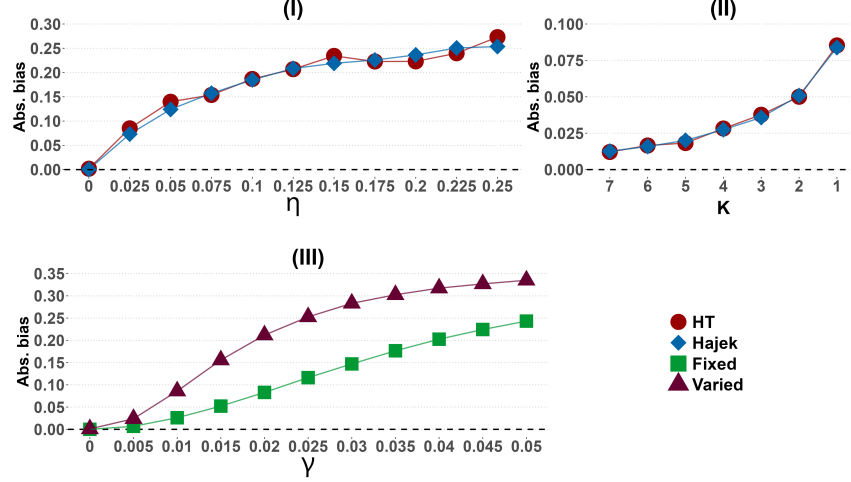 (I)
0.30
0.25
0.20
0.15
0.10
0.05
0.00
Abs. bias
0 0.025 0.05 0.075 0.1 0.125 0.15 0.175 0.2 0.225 0.25
η
(II)
0.100
0.075
0.050
0.025
0.000
Abs. bias
7 6 5 4 3 2 1
K
(III)
0.35
0.30
0.25
0.20
0.15
0.10
0.05
0.00
Abs. bias
0 0.005 0.01 0.015 0.02 0.025 0.03 0.035 0.04 0.045 0.05
γ
HT
Hajek
Fixed
Varied